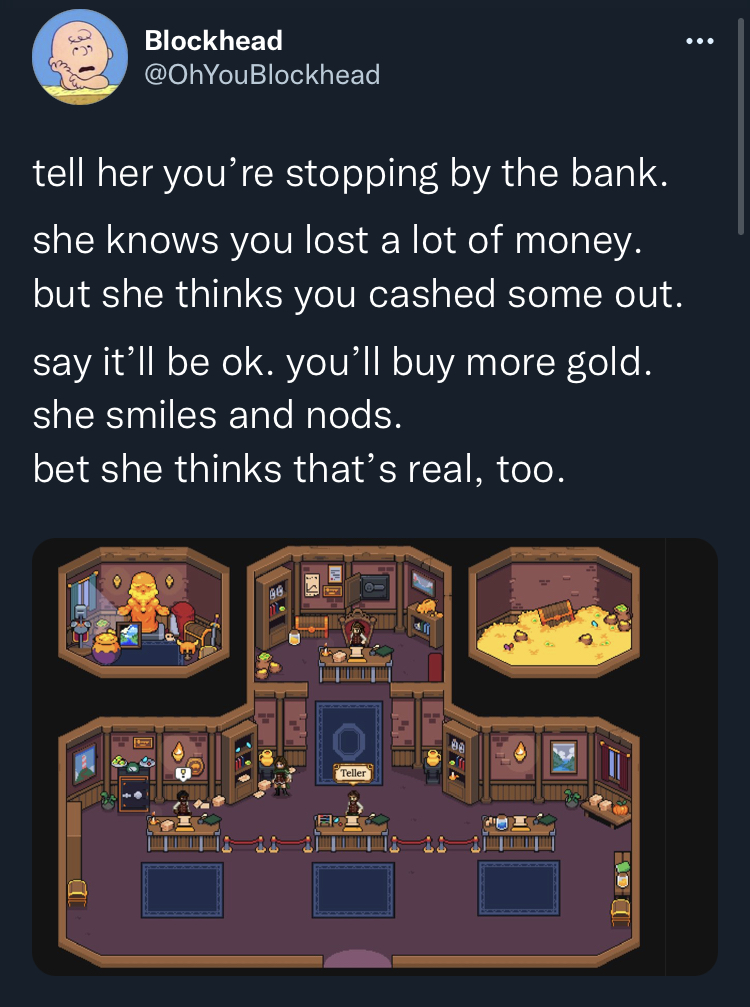 Blockhead
@OhYouBlockhead
tell her you’re stopping by the bank.
she knows you lost a lot of money.
but she thinks you cashed some out.
say it’ll be ok. you’ll buy more gold.
she smiles and nods.
bet she thinks that’s real, too.
Teller